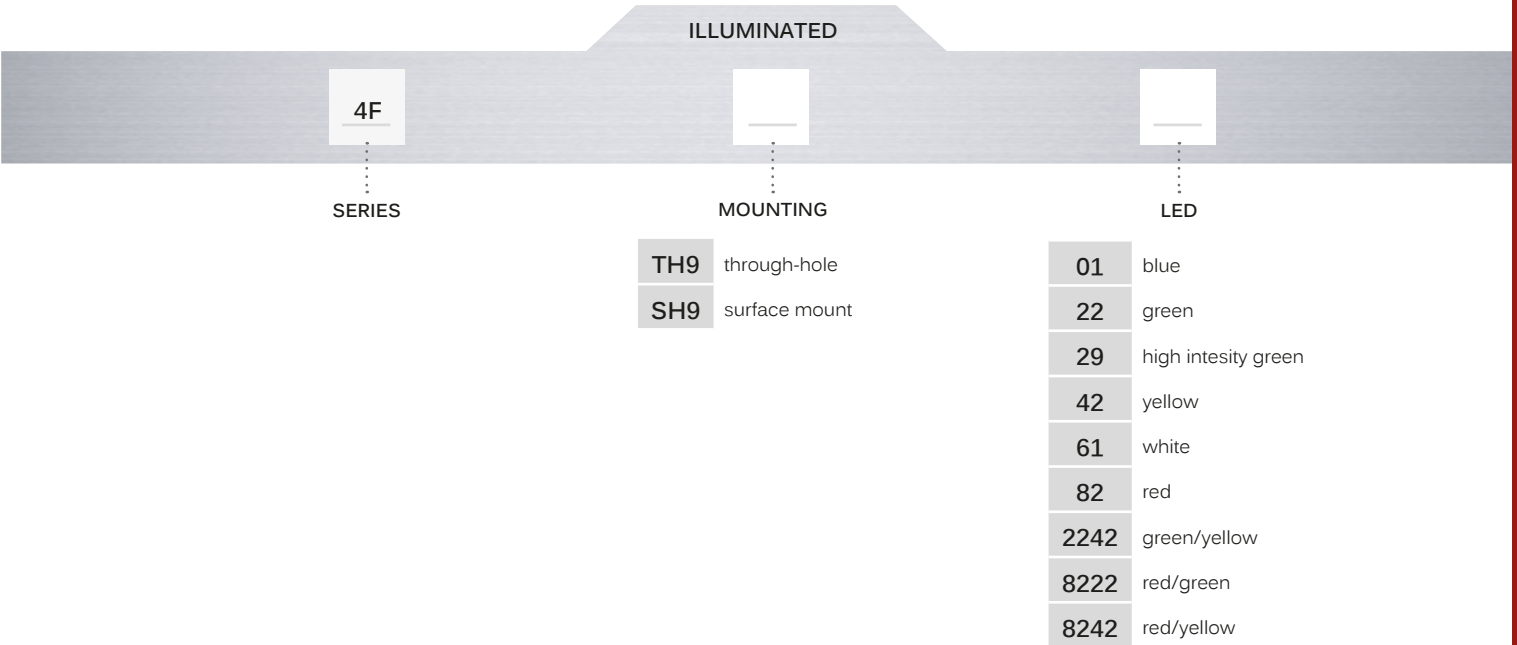 ILLUMINATED
4F
SERIES
MOUNTING
TH9 through-hole
SH9 surface mount
LED
01 blue
22 green
29 high intesity green
42 yellow
61 white
82 red
2242 green/yellow
8222 red/green
8242 red/yellow